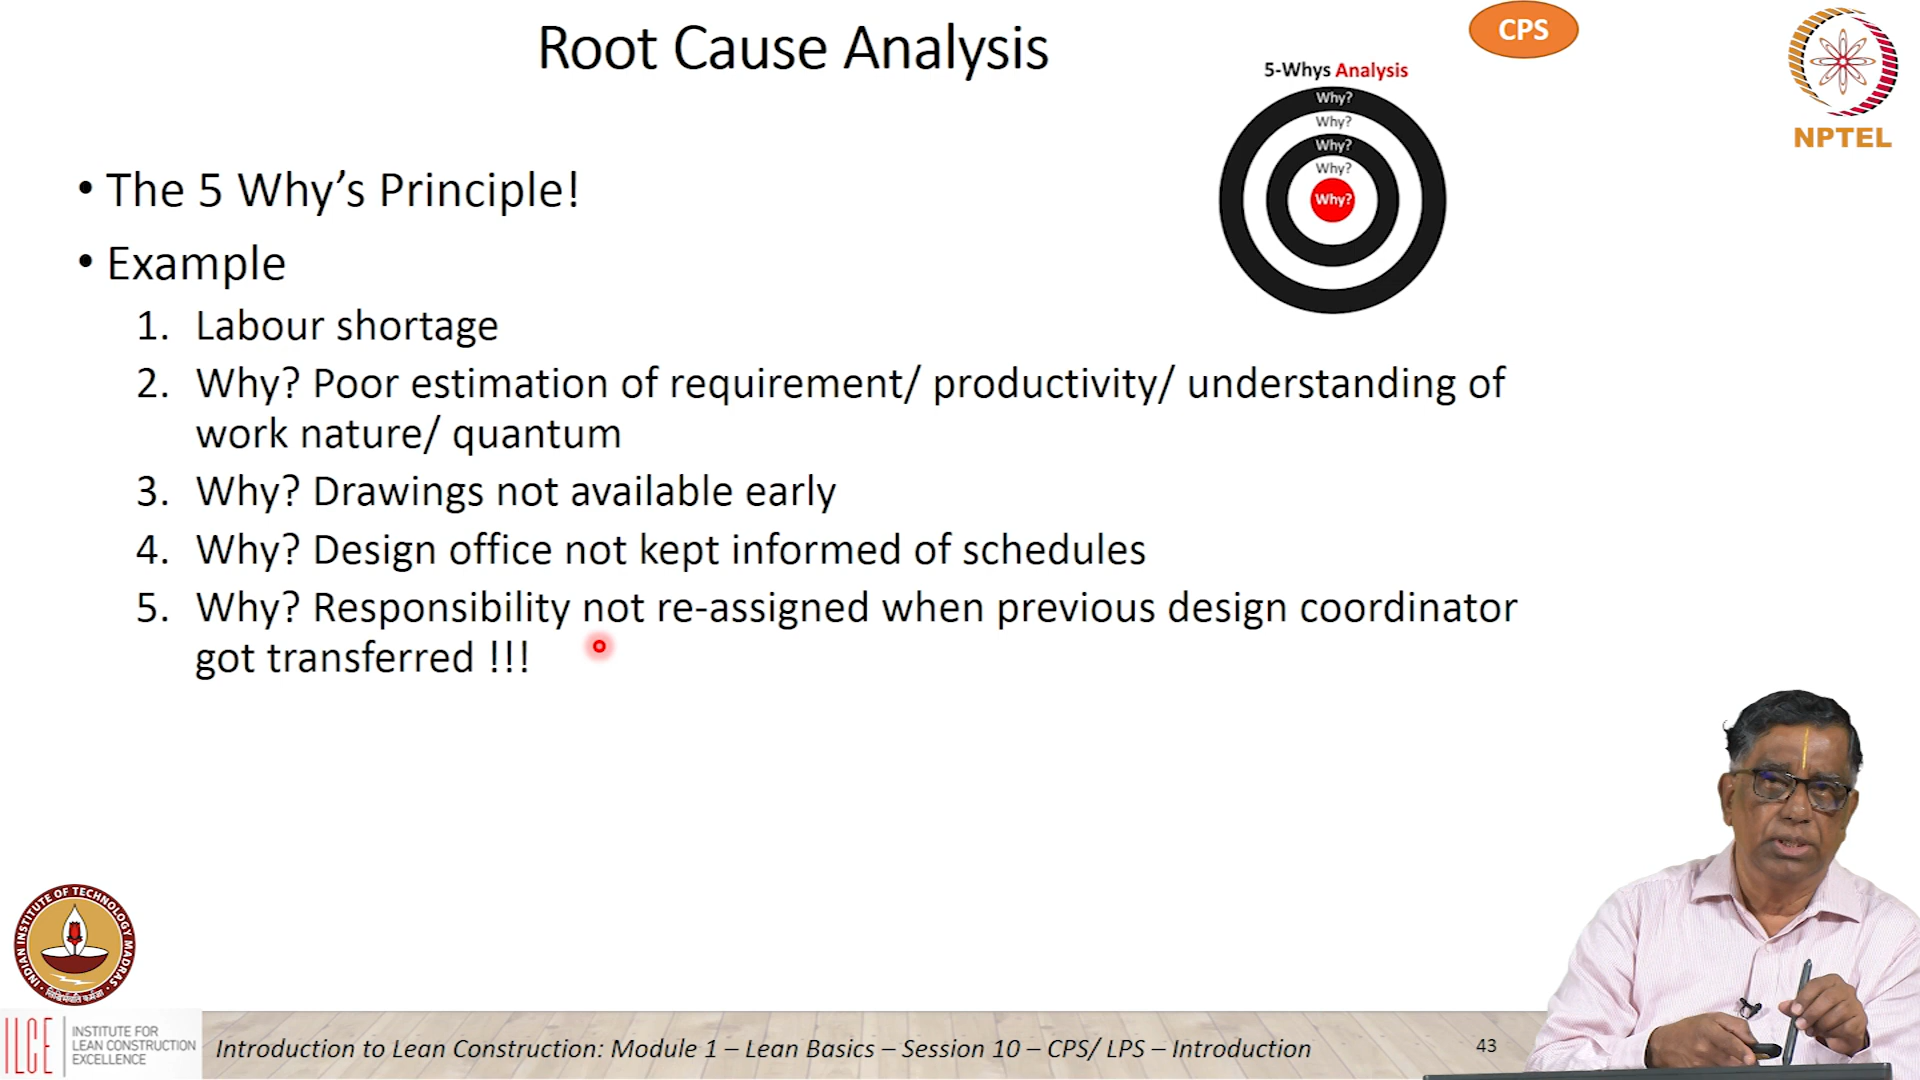 Root Cause Analysis
CPS
5-Whys Analysis
Why?
Why?
Why?
Why?
Why?
NPTEL
• The 5 Why's Principle!
• Example
1. Labour shortage
2. Why? Poor estimation of requirement/ productivity/ understanding of
work nature/ quantum
3. Why? Drawings not available early
4. Why? Design office not kept informed of schedules
5. Why? Responsibility not re-assigned when previous design coordinator
got transferred !!!
INDIAN INSTITUTE OF TECHNOLOGY MADRAS
ILCE
INSTITUTE FOR
LEAN CONSTRUCTION
EXCELLENCE
Introduction to Lean Construction: Module 1 – Lean Basics – Session 10 – CPS/ LPS – Introduction
43